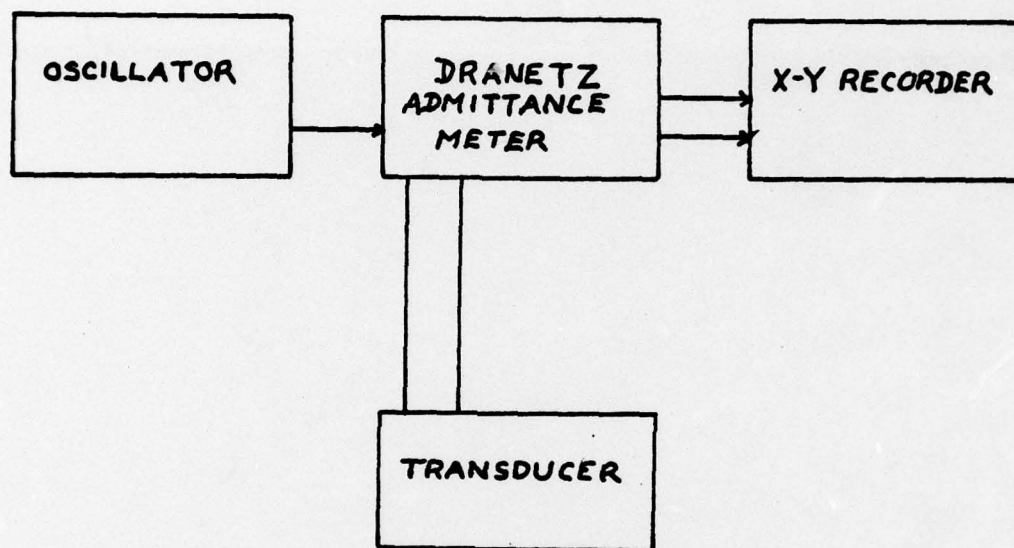 OSCILLATOR
DRANETZ
ADMITTANCE
METER
X-Y RECORDER
TRANSDUCER